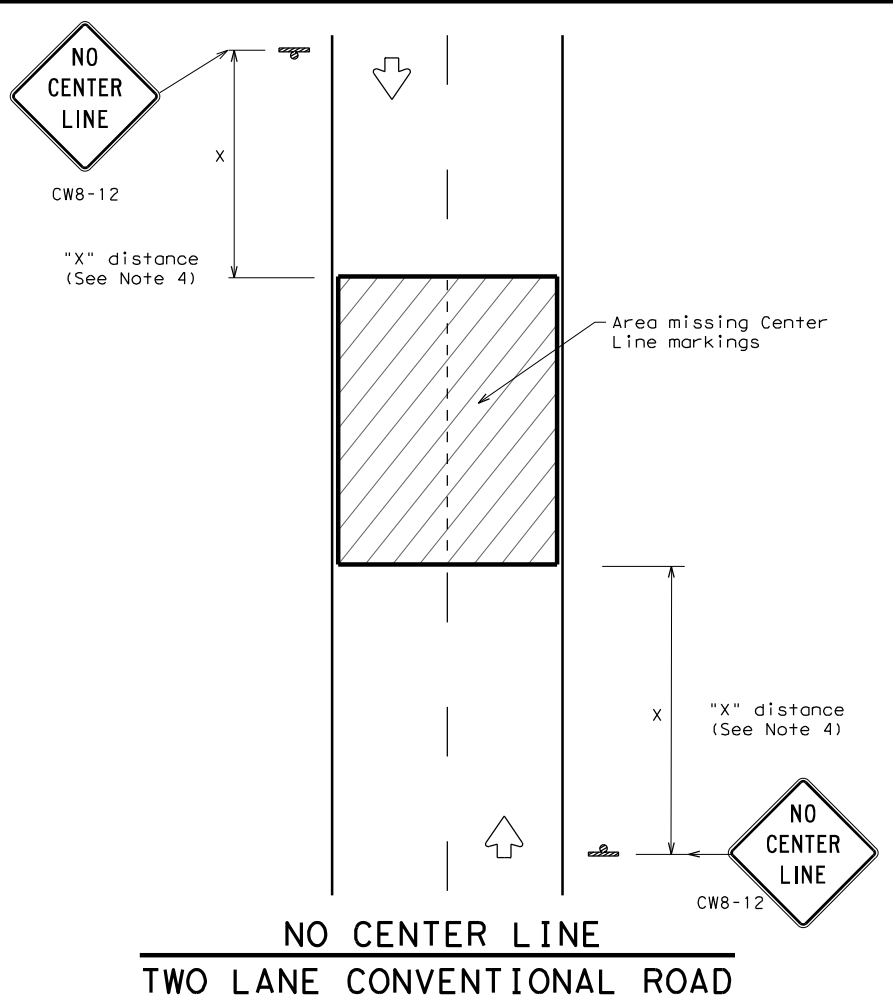 NO
CENTER
LINE
CW8-12
X
"X" distance
(See Note 4)
Area missing Center
Line markings
X
"X" distance
(See Note 4)
NO
CENTER
LINE
CW8-12
NO CENTER LINE
TWO LANE CONVENTIONAL ROAD